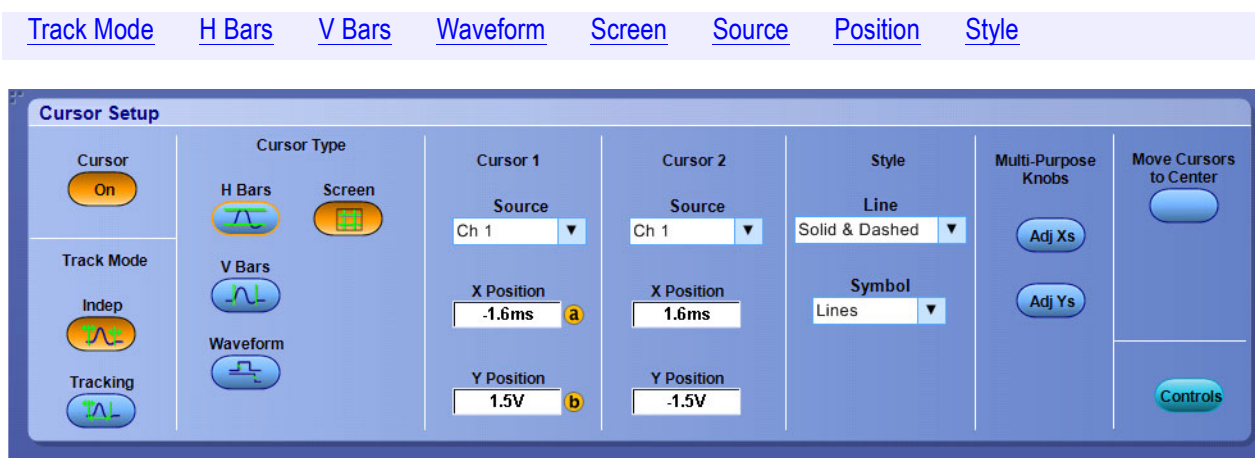 Track Mode H Bars V Bars Waveform Screen Source Position Style
Cursor Setup
Cursor
On
Track Mode
Indep
Tracking
Cursor Type
H Bars
Screen
V Bars
Waveform
Cursor 1
Source
Ch 1
X Position
-1.6ms a
Y Position
1.5V b
Cursor 2
Source
Ch 1
X Position
1.6ms
Y Position
-1.5V
Style
Line
Solid & Dashed
Symbol
Lines
Multi-Purpose
Knobs
Adj Xs
Adj Ys
Move Cursors
to Center
Controls